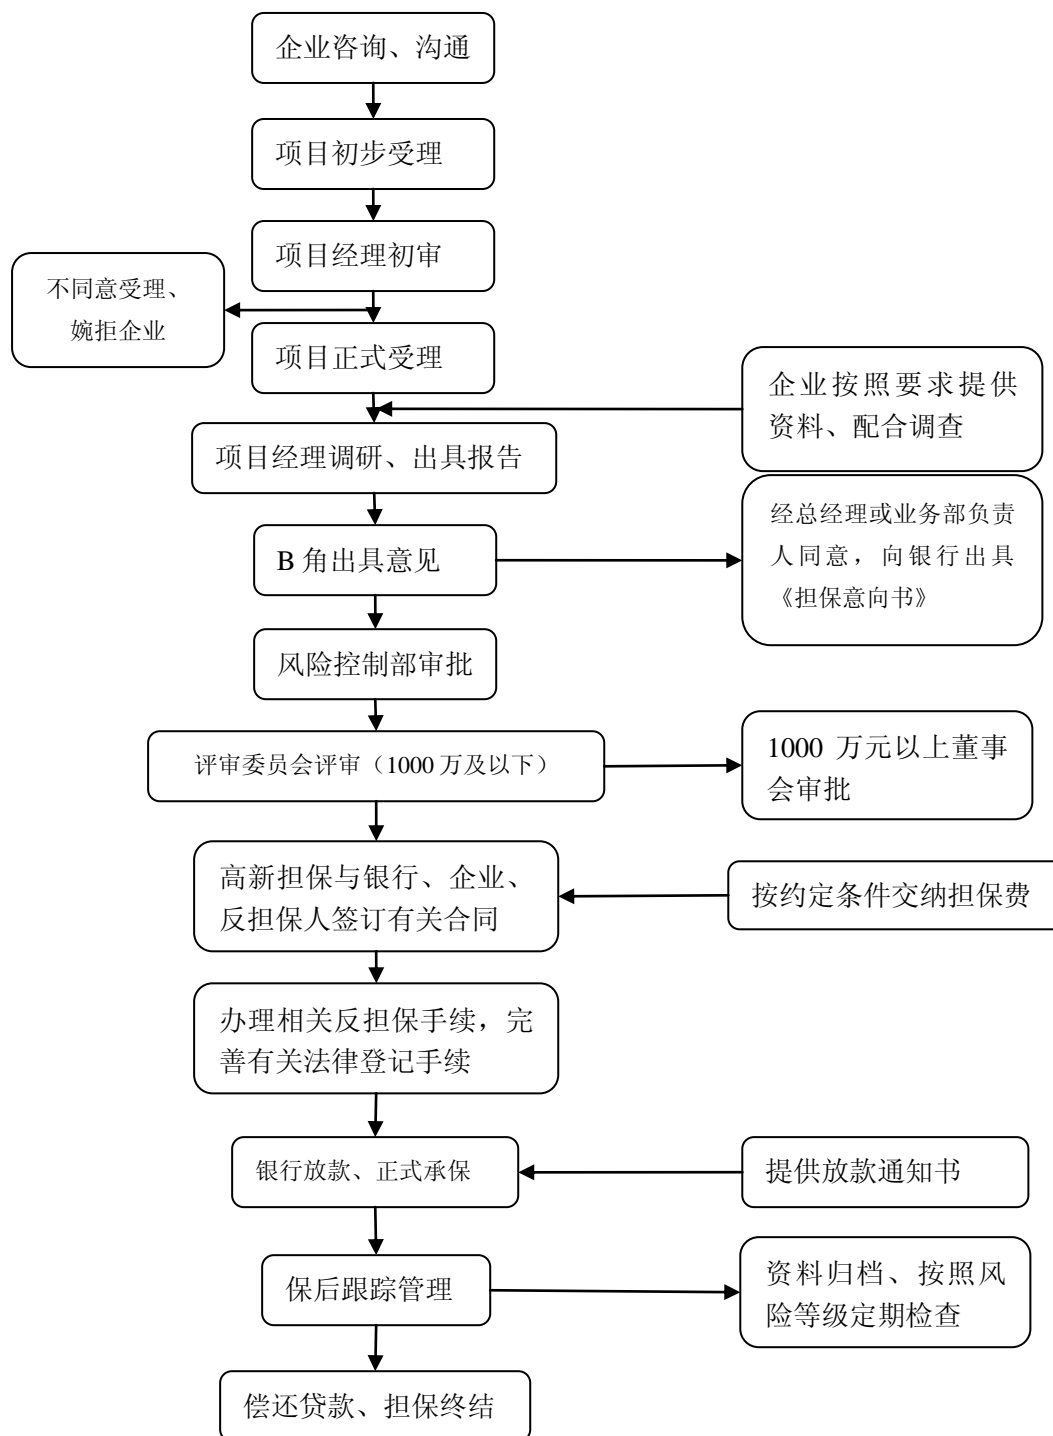 企业咨询、沟通
项目初步受理
项目经理初审
不同意受理、
婉拒企业
项目正式受理
企业按照要求提供
资料、配合调查
项目经理调研、出具报告
经总经理或业务部负责
人同意，向银行出具
《担保意向书》
B 角出具意见
风险控制部审批
评审委员会评审（1000 万及以下）
1000 万元以上董事
会审批
高新担保与银行、企业、
反担保人签订有关合同
按约定条件交纳担保费
办理相关反担保手续，完
善有关法律登记手续
银行放款、正式承保
提供放款通知书
保后跟踪管理
资料归档、按照风
险等级定期检查
偿还贷款、担保终结